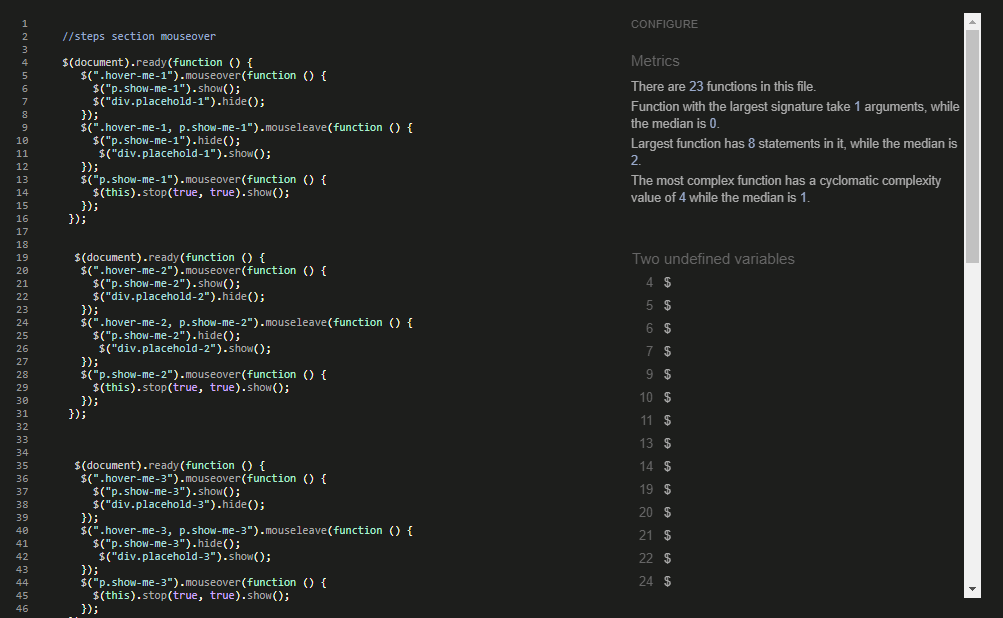 1
2 //steps section mouseover
3
4 $(document).ready(function () {
5 $(".hover-me-1").mouseover(function () {
6 $("p.show-me-1").show();
7 $("div.placehold-1").hide();
8 });
9 $(".hover-me-1, p.show-me-1").mouseleave(function () {
10 $("p.show-me-1").hide();
11 $("div.placehold-1").show();
12 });
13 $("p.show-me-1").mouseover(function () {
14 $(this).stop(true, true).show();
15 });
16 });
17
18
19 $(document).ready(function () {
20 $(".hover-me-2").mouseover(function () {
21 $("p.show-me-2").show();
22 $("div.placehold-2").hide();
23 });
24 $(".hover-me-2, p.show-me-2").mouseleave(function () {
25 $("p.show-me-2").hide();
26 $("div.placehold-2").show();
27 });
28 $("p.show-me-2").mouseover(function () {
29 $(this).stop(true, true).show();
30 });
31 });
32
33
34
35 $(document).ready(function () {
36 $(".hover-me-3").mouseover(function () {
37 $("p.show-me-3").show();
38 $("div.placehold-3").hide();
39 });
40 $(".hover-me-3, p.show-me-3").mouseleave(function () {
41 $("p.show-me-3").hide();
42 $("div.placehold-3").show();
43 });
44 $("p.show-me-3").mouseover(function () {
45 $(this).stop(true, true).show();
46 });
CONFIGURE
Metrics
There are 23 functions in this file.
Function with the largest signature take 1 arguments, while
the median is 0.
Largest function has 8 statements in it, while the median is
2.
The most complex function has a cyclomatic complexity
value of 4 while the median is 1.
Two undefined variables
4 $
5 $
6 $
7 $
9 $
10 $
11 $
13 $
14 $
19 $
20 $
21 $
22 $
24 $